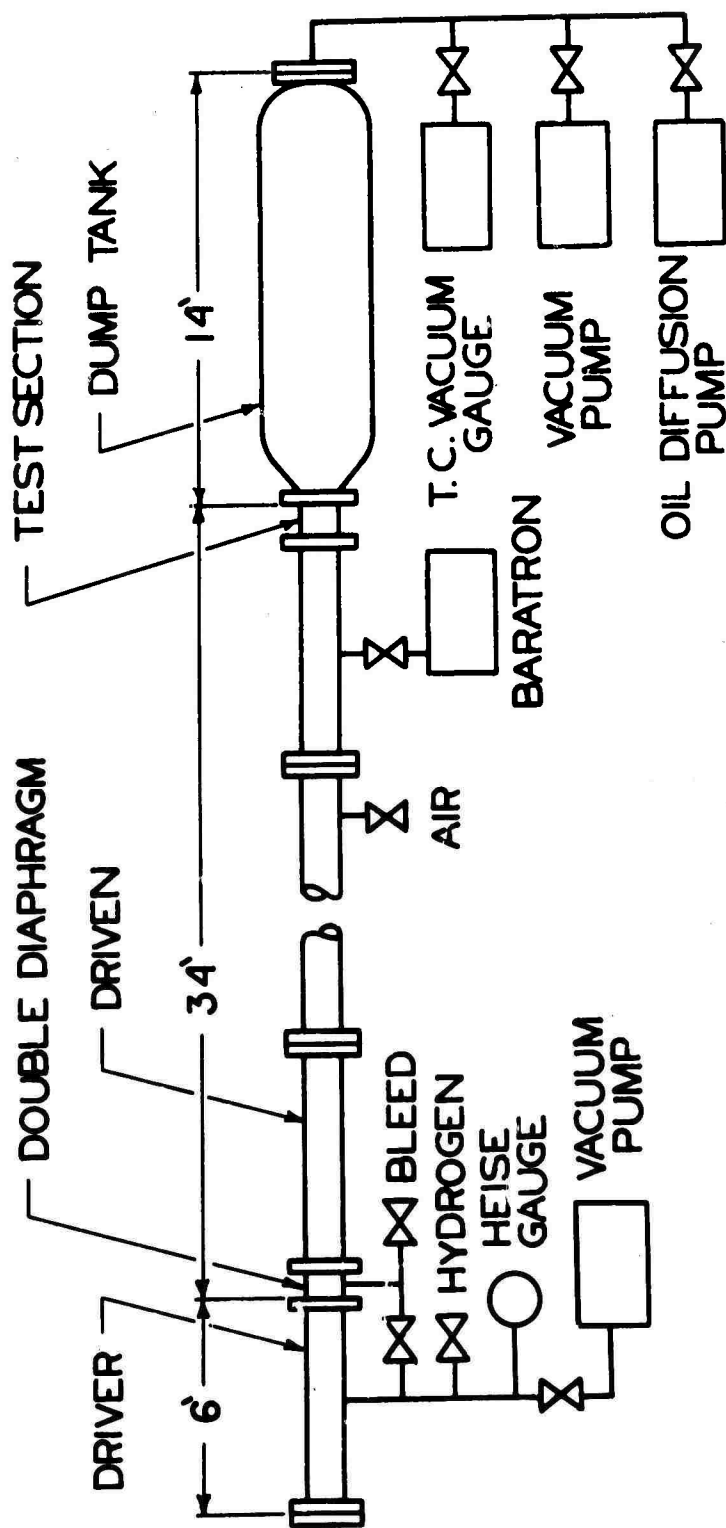 DRIVER
DOUBLE DIAPHRAGM
DRIVEN
TEST SECTION
DUMP TANK
6'
34'
14'
BLEED
HYDROGEN
HEISE
GAUGE
VACUUM
PUMP
AIR
BARATRON
T.C. VACUUM
GAUGE
VACUUM
PUMP
OIL DIFFUSION
PUMP